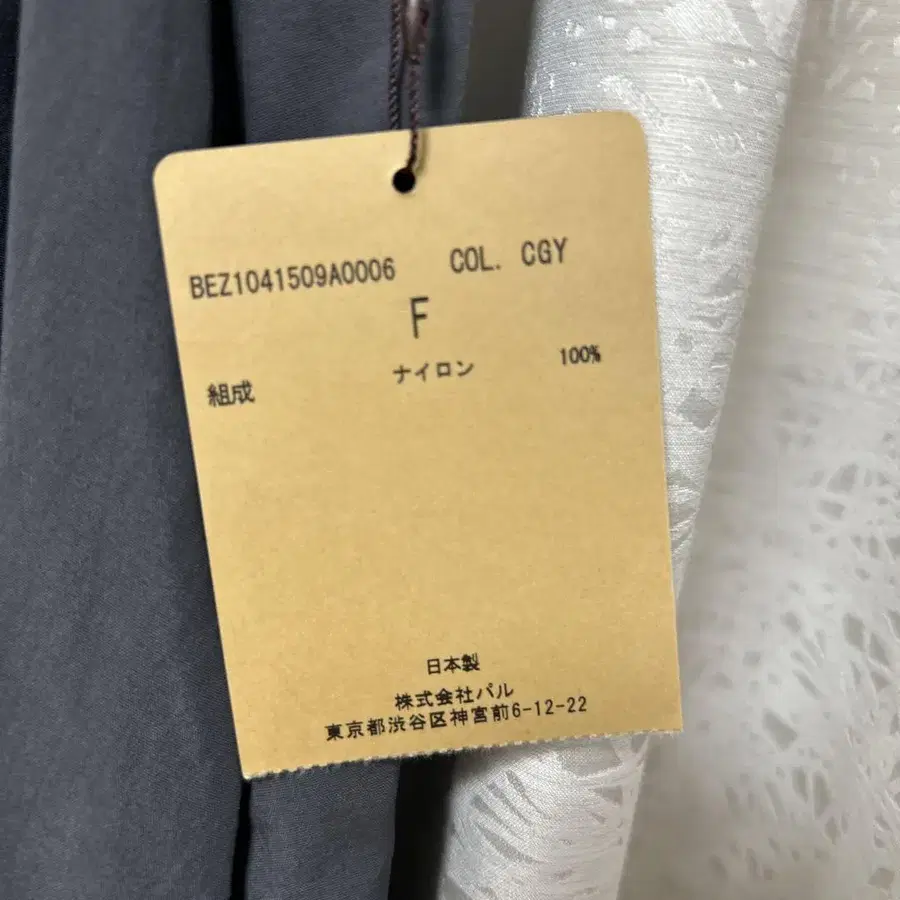 BEZ1041509A0006 COL. CGY
F
組成 ナイロン 100%
日本製
株式会社パル
東京都渋谷区神宮前6-12-22